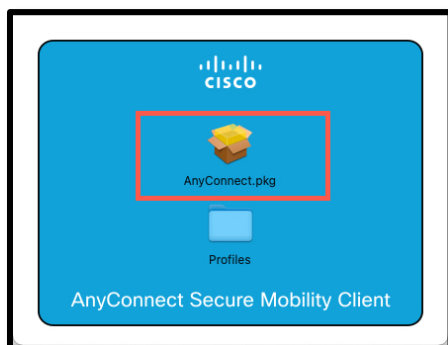 CISCO
AnyConnect.pkg
Profiles
AnyConnect Secure Mobility Client